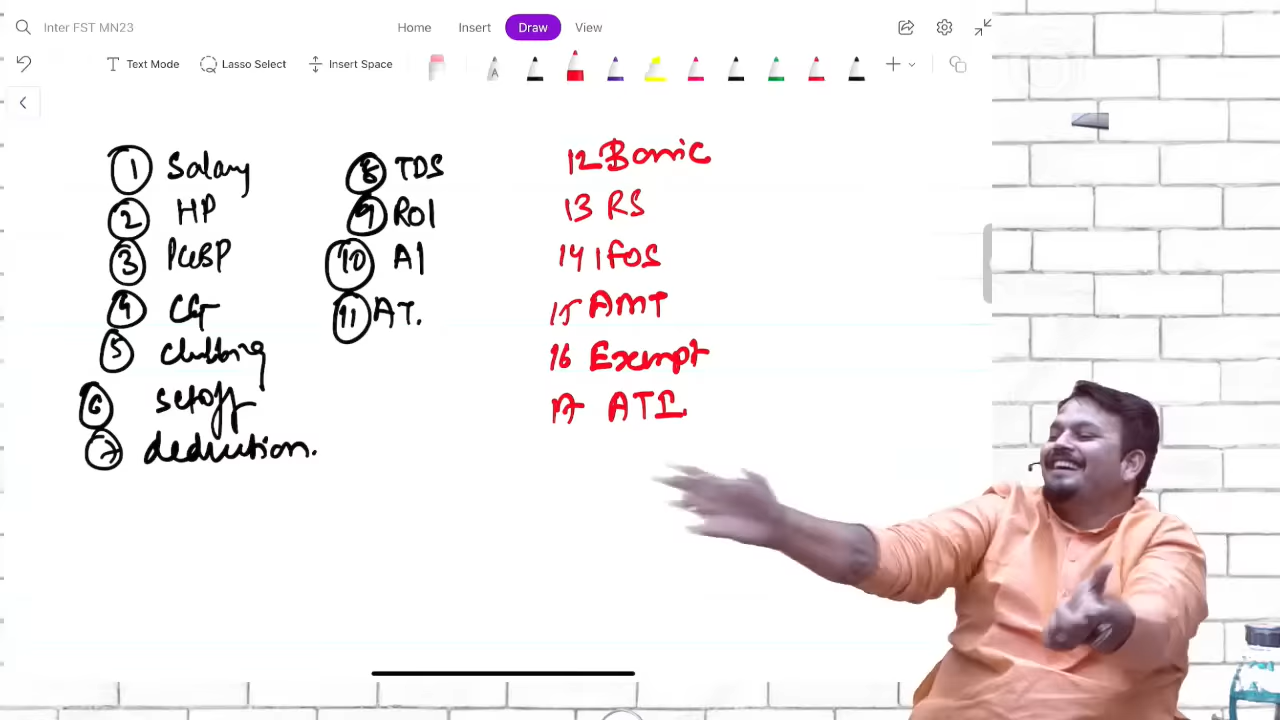 Inter FST MN23
Home Insert Draw View
Text Mode Lasso Select Insert Space
1 Salary
2 HP
3 PGBP
4 CG
5 clubbing
6 setoff
7 deduction.
8 TDS
9 ROI
10 AI
11 AT.
12 Basic
13 RS
14 IFOS
15 AMT
16 Exempt
17 ATI.